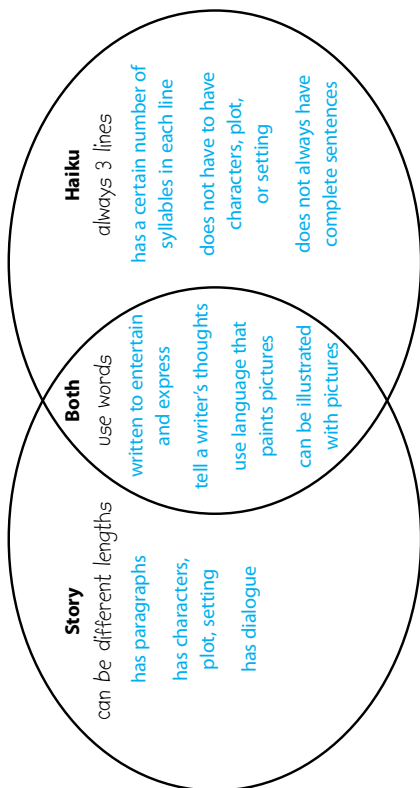 Story
can be different lengths
has paragraphs
has characters,
plot, setting
has dialogue
Both
use words
written to entertain
and express
tell a writer's thoughts
use language that
paints pictures
can be illustrated
with pictures
Haiku
always 3 lines
has a certain number of
syllables in each line
does not have to have
characters, plot,
or setting
does not always have
complete sentences